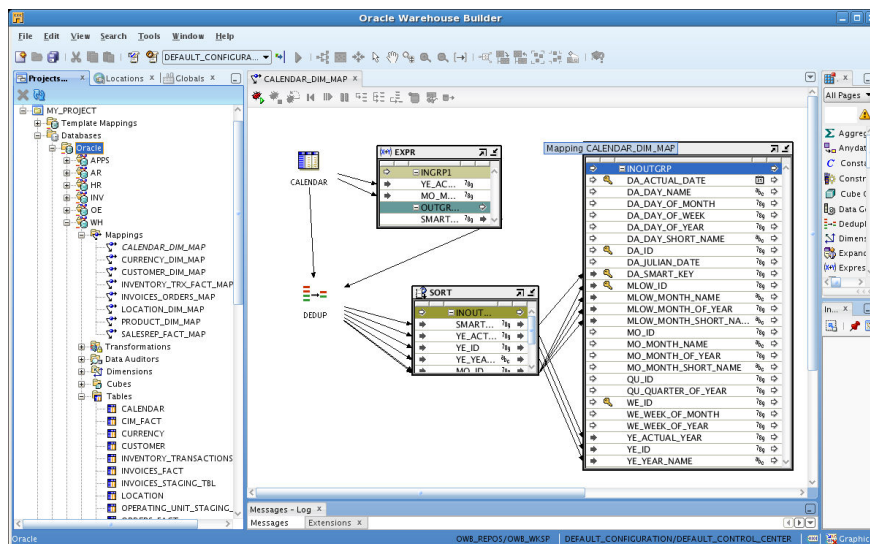 Oracle Warehouse Builder
File Edit View Search Tools Window Help
DEFAULT_CONFIGURA...
Projects... x Locations x Globals x
MY_PROJECT
Template Mappings
Databases
Oracle
APPS
AR
HR
INV
OE
WH
Mappings
CALENDAR_DIM_MAP
CURRENCY_DIM_MAP
CUSTOMER_DIM_MAP
INVENTORY_TRX_FACT_MAP
INVOICES_ORDERS_MAP
LOCATION_DIM_MAP
PRODUCT_DIM_MAP
SALESREP_FACT_MAP
Transformations
Data Auditors
Dimensions
Cubes
Tables
CALENDAR
CIM_FACT
CURRENCY
CUSTOMER
INVENTORY_TRANSACTIONS
INVOICES_FACT
INVOICES_STAGING_TBL
LOCATION
OPERATING_UNIT_STAGING_
ORDERS_FACT
CALENDAR_DIM_MAP x
CALENDAR
DEDUP
EXPR
INGRP1
YE_AC...
MO_M...
OUTGR...
SMART...
SORT
INOUT...
SMART...
YE_ACT...
YE_ID
YE_YEA...
MO_ID
Mapping CALENDAR_DIM_MAP
INOUTGRP
DA_ACTUAL_DATE
DA_DAY_NAME
DA_DAY_OF_MONTH
DA_DAY_OF_WEEK
DA_DAY_OF_YEAR
DA_DAY_SHORT_NAME
DA_ID
DA_JULIAN_DATE
DA_SMART_KEY
MLOW_ID
MLOW_MONTH_NAME
MLOW_MONTH_OF_YEAR
MLOW_MONTH_SHORT_NA...
MO_ID
MO_MONTH_NAME
MO_MONTH_OF_YEAR
MO_MONTH_SHORT_NAME
QU_ID
QU_QUARTER_OF_YEAR
WE_ID
WE_WEEK_OF_MONTH
WE_WEEK_OF_YEAR
YE_ACTUAL_YEAR
YE_ID
YE_YEAR_NAME
All Pages
Aggreg
Anydat
Consta
Constr
Cube O
Data Ge
Dedupl
Dimens
Expand
Expres
In... x
Messages - Log x
Messages Extensions x
Oracle
OWB_REPOS/OWB_WKSP DEFAULT_CONFIGURATION/DEFAULT_CONTROL_CENTER Graphic